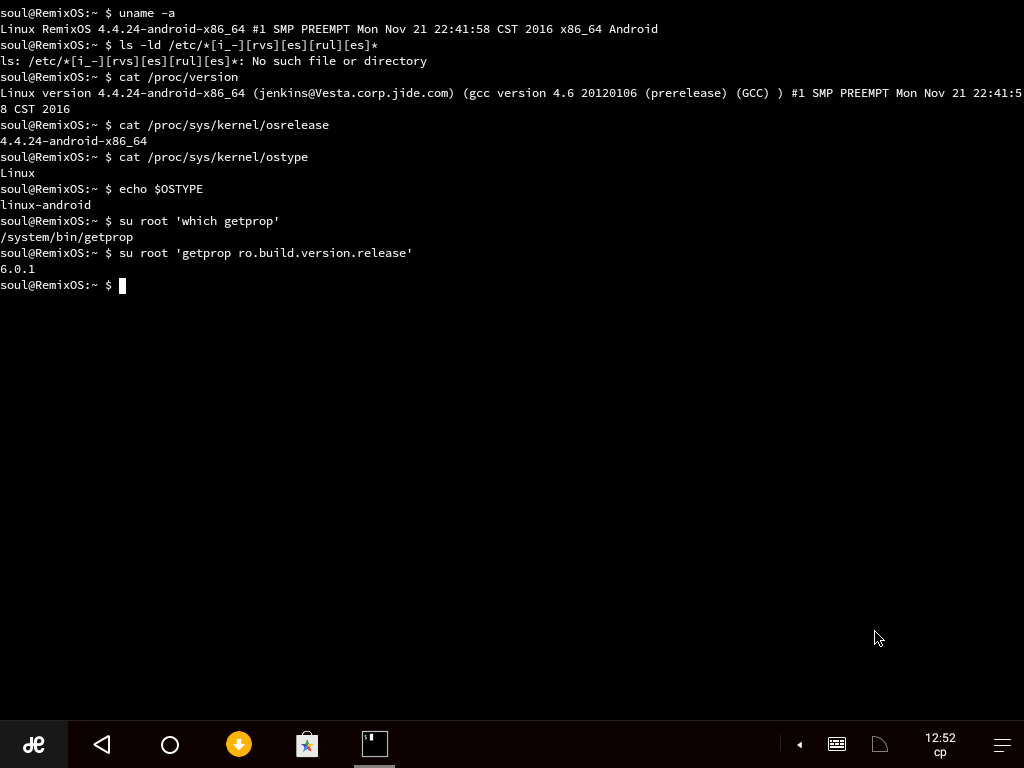 soul@RemixOS:~ $ uname -a
Linux RemixOS 4.4.24-android-x86_64 #1 SMP PREEMPT Mon Nov 21 22:41:58 CST 2016 x86_64 Android
soul@RemixOS:~ $ ls -ld /etc/*[i_-][rvs][es][rul][es]*
ls: /etc/*[i_-][rvs][es][rul][es]*: No such file or directory
soul@RemixOS:~ $ cat /proc/version
Linux version 4.4.24-android-x86_64 (jenkins@Vesta.corp.jide.com) (gcc version 4.6 20120106 (prerelease) (GCC) ) #1 SMP PREEMPT Mon Nov 21 22:41:5
8 CST 2016
soul@RemixOS:~ $ cat /proc/sys/kernel/osrelease
4.4.24-android-x86_64
soul@RemixOS:~ $ cat /proc/sys/kernel/ostype
Linux
soul@RemixOS:~ $ echo $OSTYPE
linux-android
soul@RemixOS:~ $ su root 'which getprop'
/system/bin/getprop
soul@RemixOS:~ $ su root 'getprop ro.build.version.release'
6.0.1
soul@RemixOS:~ $
12:52
ср